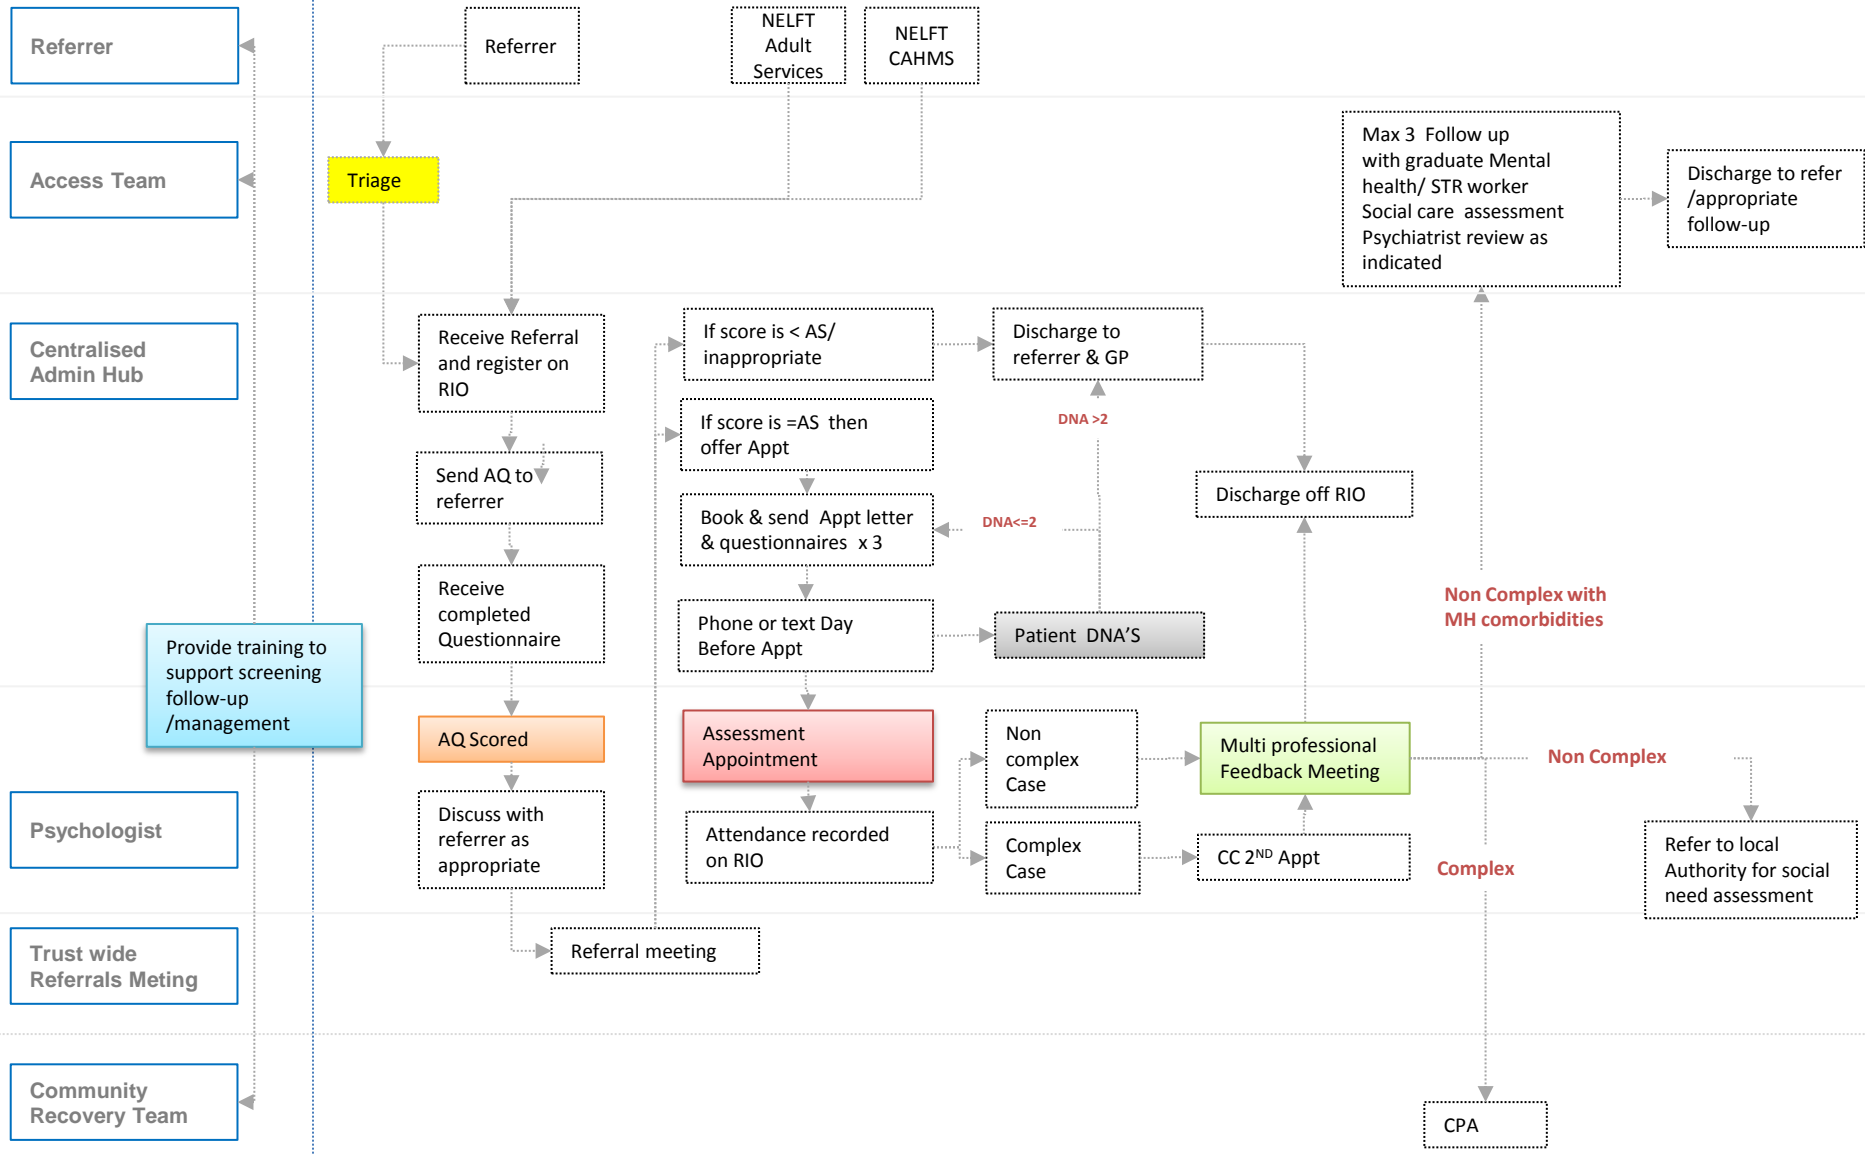 Referrer
Referrer
NELFT
Adult
Services
NELFT
CAHMS
Access Team
Triage
Max 3 Follow up
with graduate Mental
health/ STR worker
Social care assessment
Psychiatrist review as
indicated
Discharge to refer
/appropriate
follow-up
Centralised
Admin Hub
Receive Referral
and register on
RIO
If score is < AS/
inappropriate
Discharge to
referrer & GP
If score is =AS then
offer Appt
DNA >2
Send AQ to
referrer
Discharge off RIO
Book & send Appt letter
& questionnaires x 3
DNA<=2
Receive
completed
Questionnaire
Phone or text Day
Before Appt
Patient DNA'S
Non Complex with
MH comorbidities
Provide training to
support screening
follow-up
/management
AQ Scored
Assessment
Appointment
Non
complex
Case
Multi professional
Feedback Meeting
Non Complex
Psychologist
Discuss with
referrer as
appropriate
Attendance recorded
on RIO
Complex
Case
CC 2ND Appt
Complex
Refer to local
Authority for social
need assessment
Trust wide
Referrals Meting
Referral meeting
Community
Recovery Team
CPA